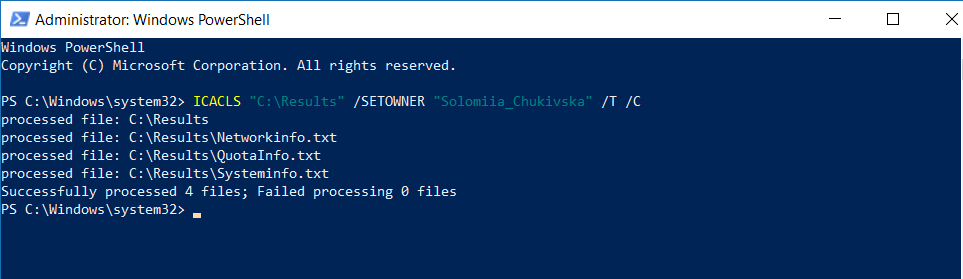 Administrator: Windows PowerShell
Windows PowerShell
Copyright (C) Microsoft Corporation. All rights reserved.
PS C:\Windows\system32> ICACLS "C:\Results" /SETOWNER "Solomiia_Chukivska" /T /C
processed file: C:\Results
processed file: C:\Results\Networkinfo.txt
processed file: C:\Results\QuotaInfo.txt
processed file: C:\Results\Systeminfo.txt
Successfully processed 4 files; Failed processing 0 files
PS C:\Windows\system32>